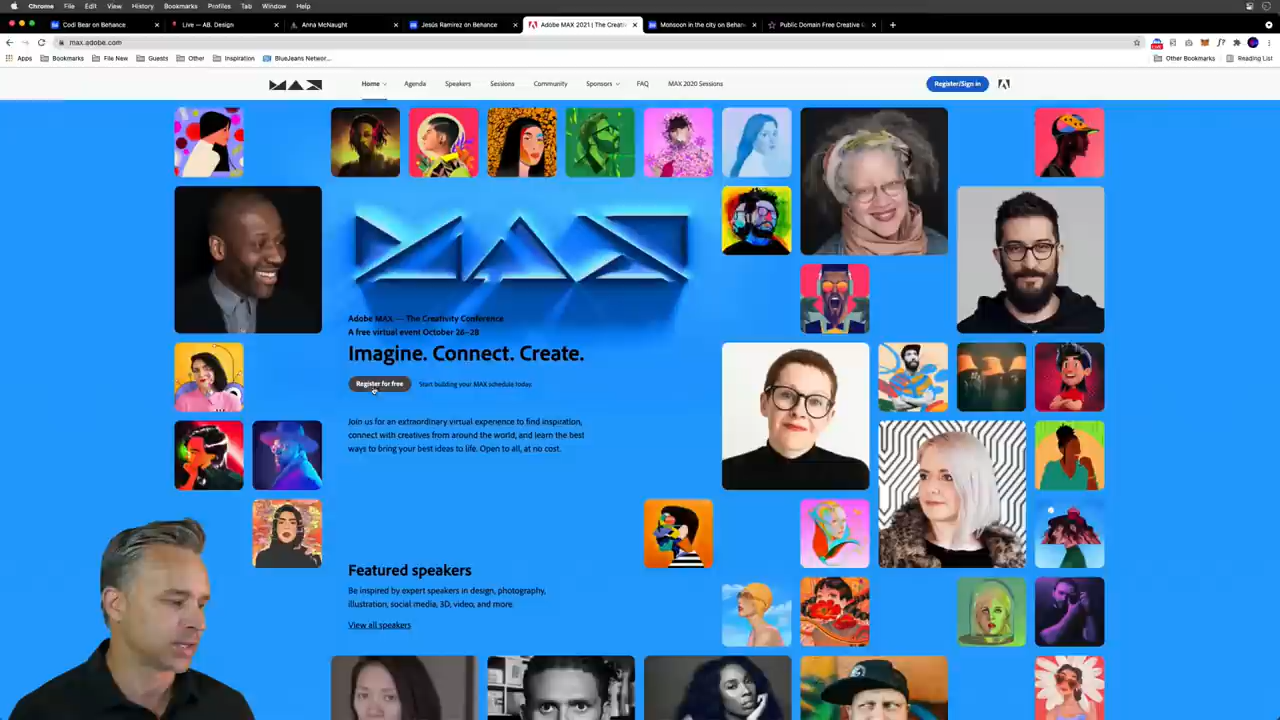 Chrome File Edit View History Bookmarks Profiles Tab Window Help
Codi Bear on Behance
Live — AB. Design
Anna McNaught
Jesús Ramirez on Behance
Adobe MAX 2021 | The Creativ
Monsoon in the city on Behanc
Public Domain Free Creative C
max.adobe.com
Apps Bookmarks File New Guests Other Inspiration BlueJeans Networ... Other Bookmarks Reading List
MAX Home Agenda Speakers Sessions Community Sponsors FAQ MAX 2020 Sessions Register/Sign in
MAX
Adobe MAX — The Creativity Conference
A free virtual event October 26–28
Imagine. Connect. Create.
Register for free Start building your MAX schedule today.
Join us for an extraordinary virtual experience to find inspiration,
connect with creatives from around the world, and learn the best
ways to bring your best ideas to life. Open to all, at no cost.
Featured speakers
Be inspired by expert speakers in design, photography,
illustration, social media, 3D, video, and more
View all speakers